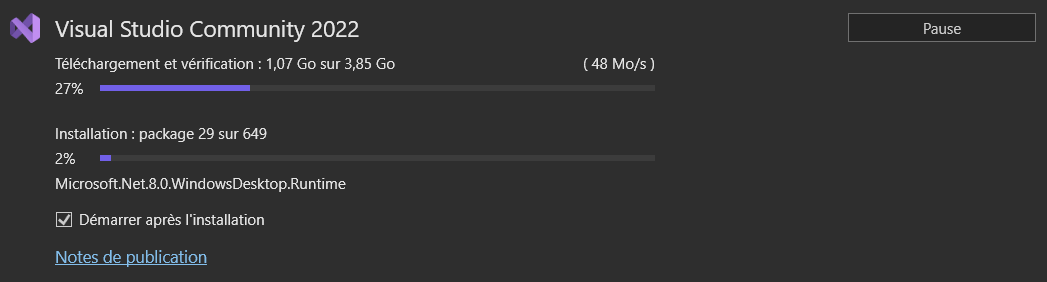 Visual Studio Community 2022
Pause
Téléchargement et vérification : 1,07 Go sur 3,85 Go
( 48 Mo/s )
27%
Installation : package 29 sur 649
2%
Microsoft.Net.8.0.WindowsDesktop.Runtime
Démarrer après l'installation
Notes de publication